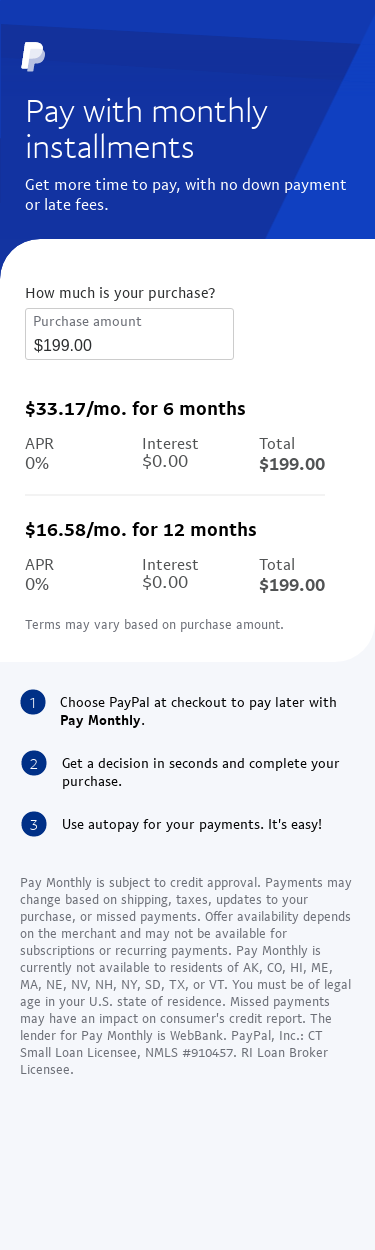 Pay with monthly
installments
Get more time to pay, with no down payment
or late fees.
How much is your purchase?
Purchase amount
$199.00
$33.17/mo. for 6 months
APR Interest Total
0% $0.00 $199.00
$16.58/mo. for 12 months
APR Interest Total
0% $0.00 $199.00
Terms may vary based on purchase amount.
1 Choose PayPal at checkout to pay later with
Pay Monthly.
2 Get a decision in seconds and complete your
purchase.
3 Use autopay for your payments. It's easy!
Pay Monthly is subject to credit approval. Payments may
change based on shipping, taxes, updates to your
purchase, or missed payments. Offer availability depends
on the merchant and may not be available for
subscriptions or recurring payments. Pay Monthly is
currently not available to residents of AK, CO, HI, ME,
MA, NE, NV, NH, NY, SD, TX, or VT. You must be of legal
age in your U.S. state of residence. Missed payments
may have an impact on consumer's credit report. The
lender for Pay Monthly is WebBank. PayPal, Inc.: CT
Small Loan Licensee, NMLS #910457. RI Loan Broker
Licensee.